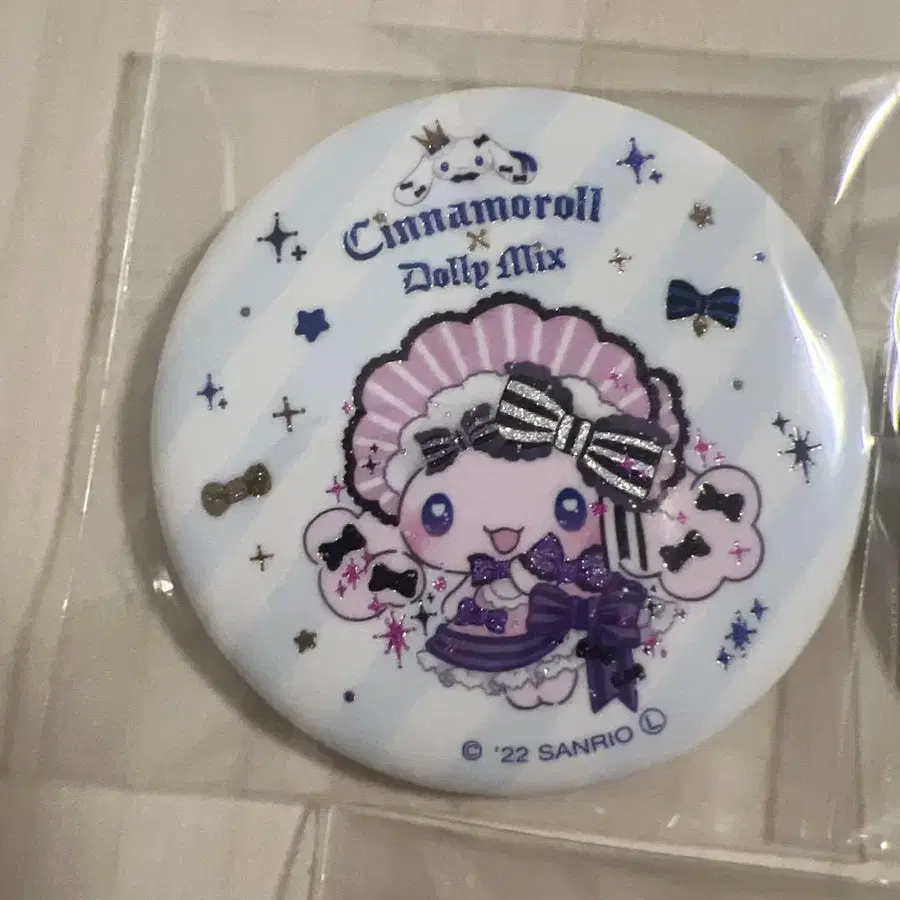 Cinnamoroll
×
Dolly Mix
© '22 SANRIO Ⓛ